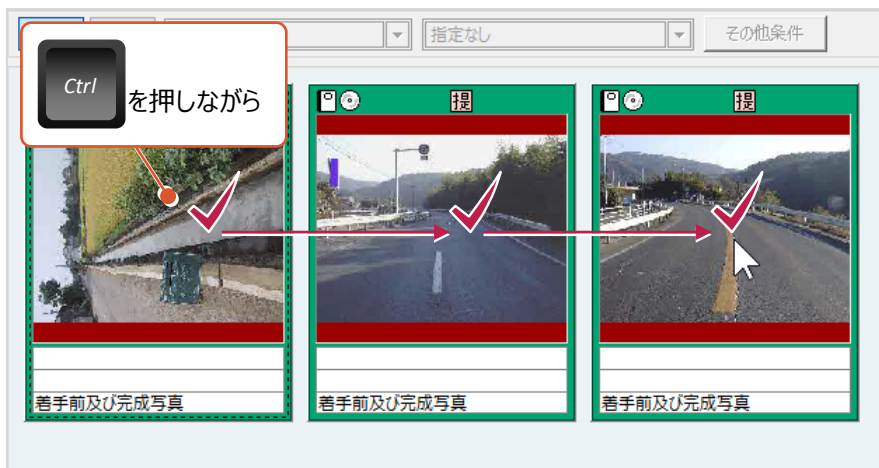 指定なし
その他条件
Ctrl
を押しながら
提
提
着手前及び完成写真
着手前及び完成写真
着手前及び完成写真